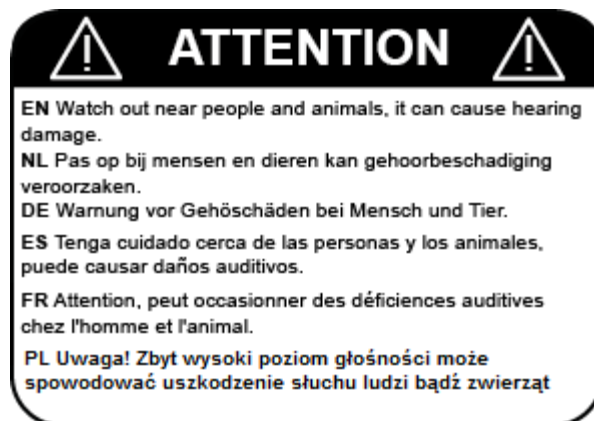 ATTENTION
EN Watch out near people and animals, it can cause hearing
damage.
NL Pas op bij mensen en dieren kan gehoorbeschadiging
veroorzaken.
DE Warnung vor Gehöschäden bei Mensch und Tier.
ES Tenga cuidado cerca de las personas y los animales,
puede causar daños auditivos.
FR Attention, peut occasionner des déficiences auditives
chez l'homme et l'animal.
PL Uwaga! Zbyt wysoki poziom głośności może
spowodować uszkodzenie słuchu ludzi bądź zwierząt